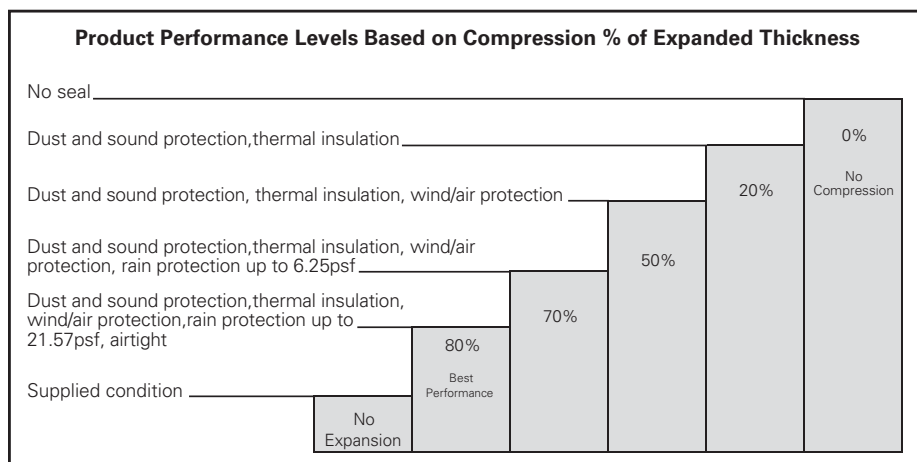 Product Performance Levels Based on Compression % of Expanded Thickness
No seal
Dust and sound protection,thermal insulation
Dust and sound protection, thermal insulation, wind/air protection
Dust and sound protection,thermal insulation, wind/air
protection, rain protection up to 6.25psf
Dust and sound protection,thermal insulation,
wind/air protection,rain protection up to
21.57psf, airtight
Supplied condition
No
Expansion
80%
Best
Performance
70%
50%
20%
0%
No
Compression